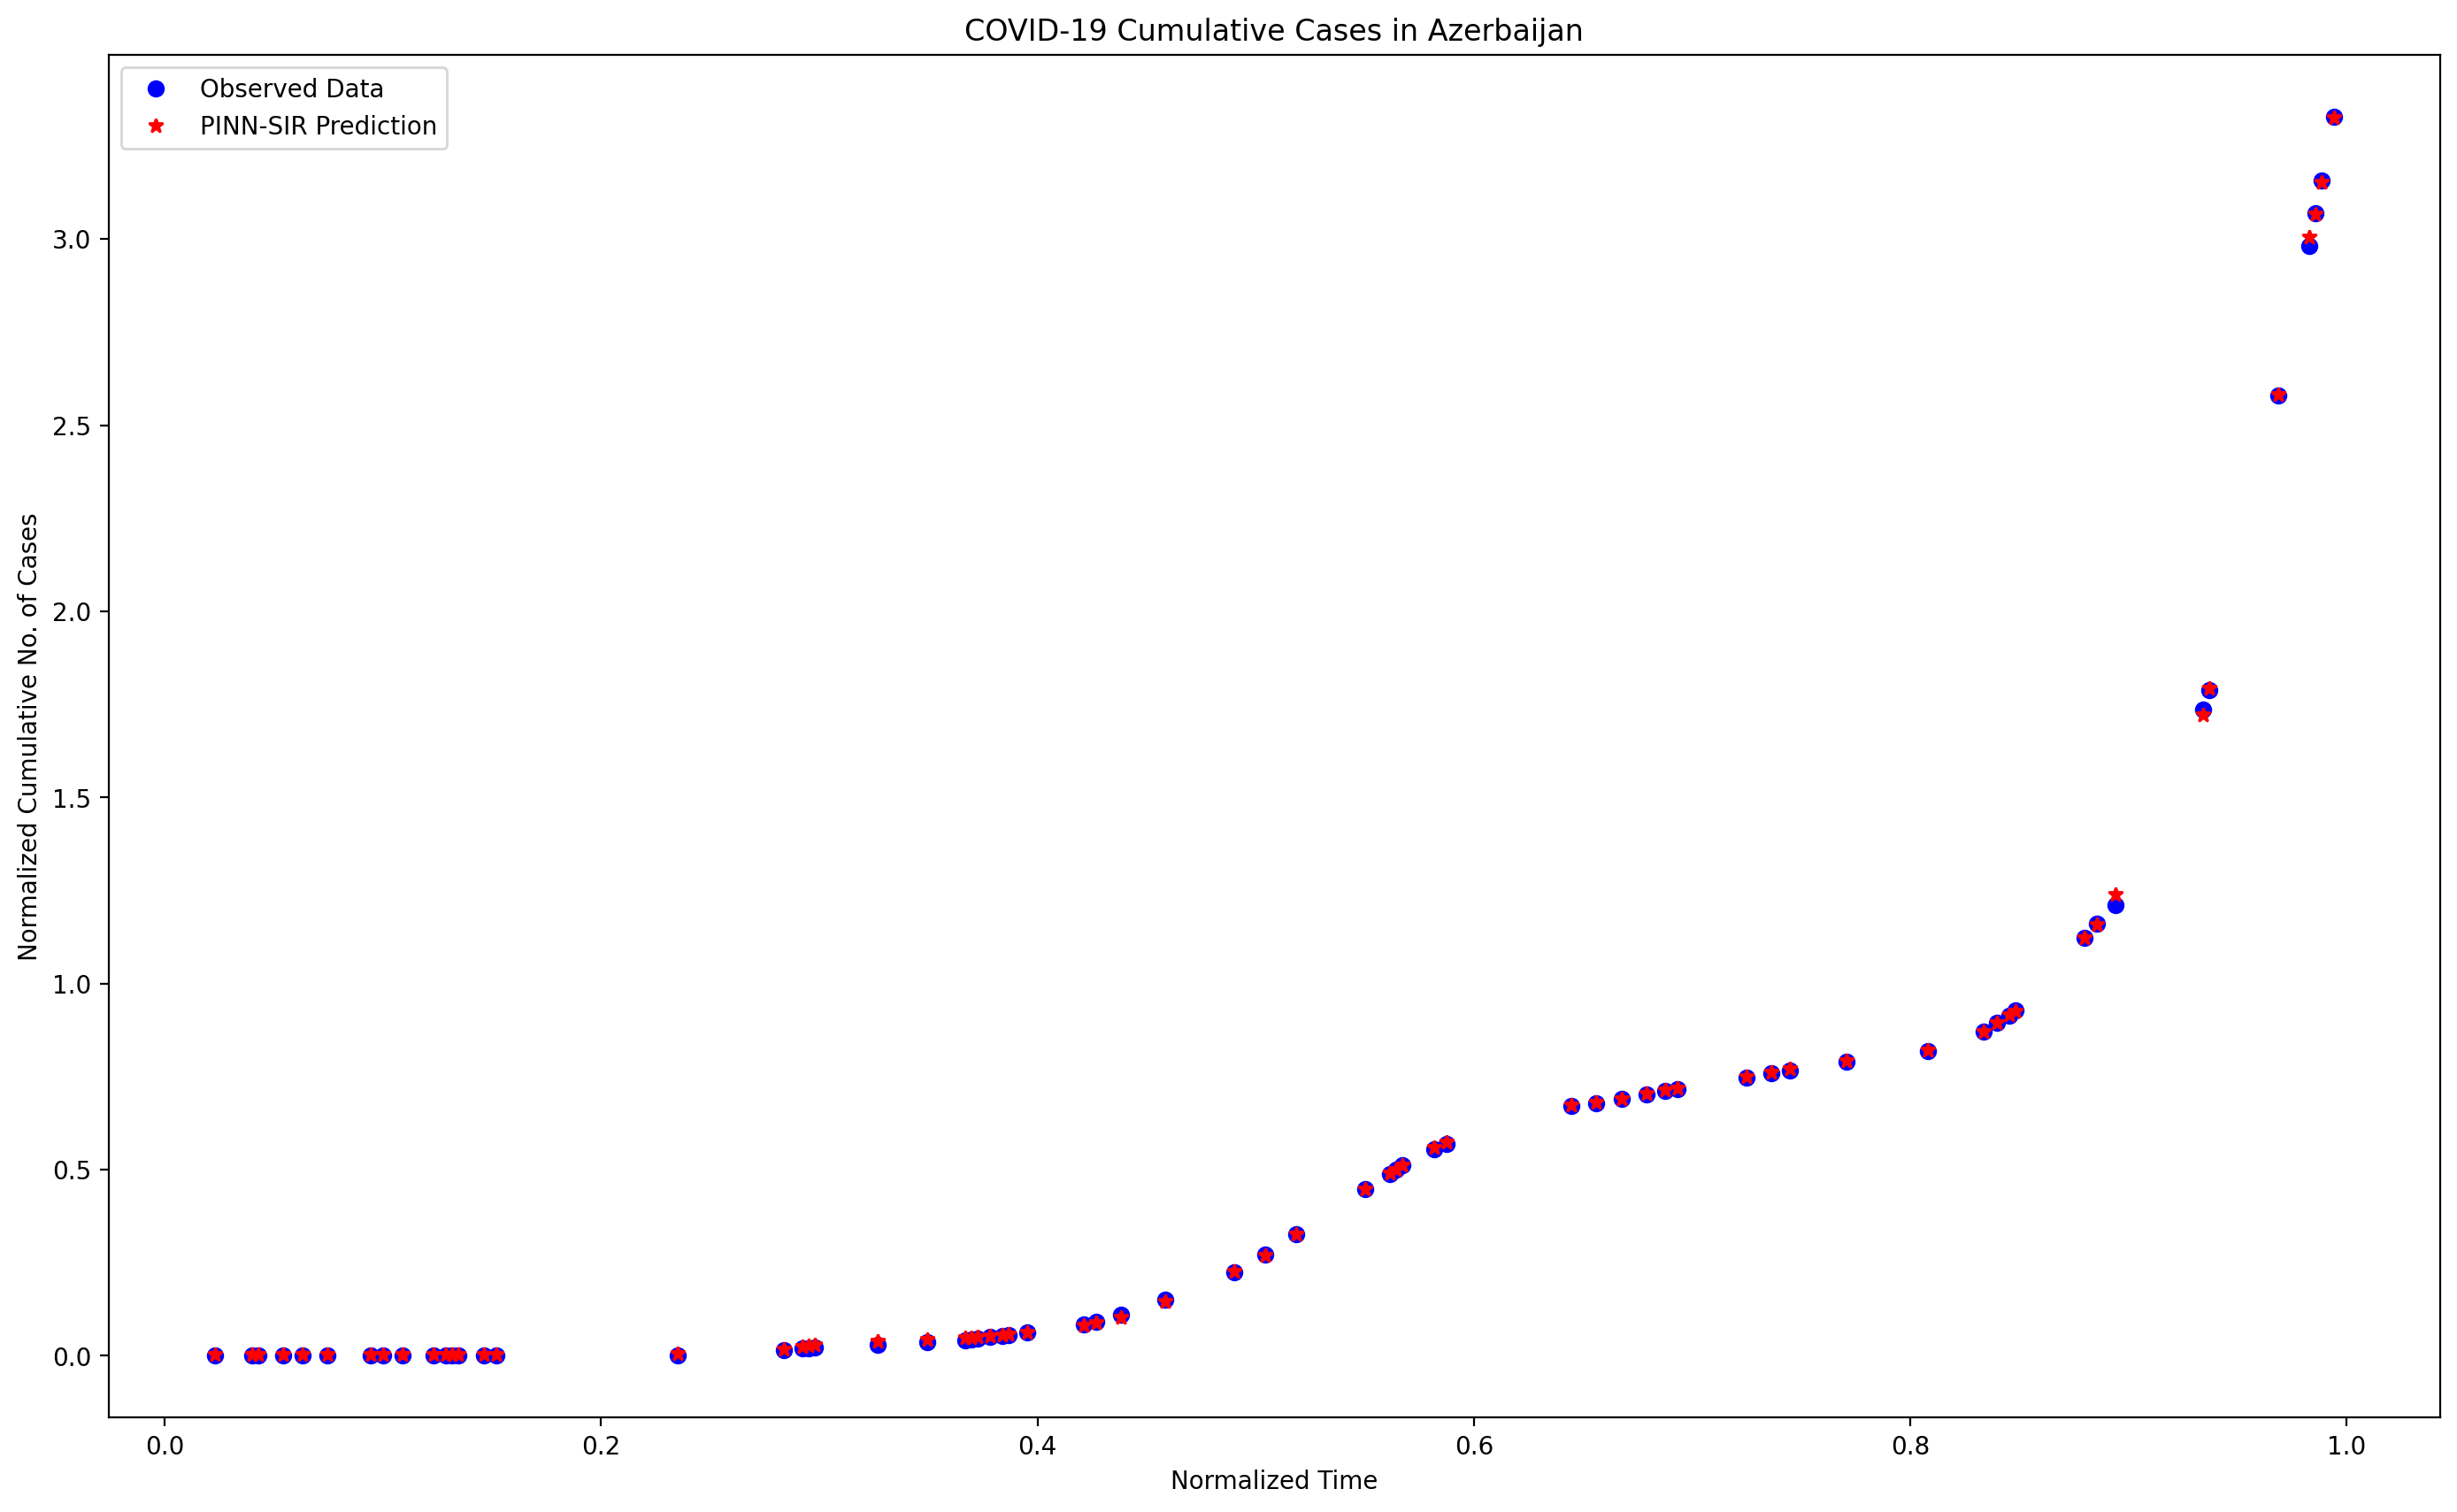 COVID-19 Cumulative Cases in Azerbaijan
Observed Data
PINN-SIR Prediction
Normalized Cumulative No. of Cases
3.0
2.5
2.0
1.5
1.0
0.5
0.0
0.0 0.2 0.4 0.6 0.8 1.0
Normalized Time